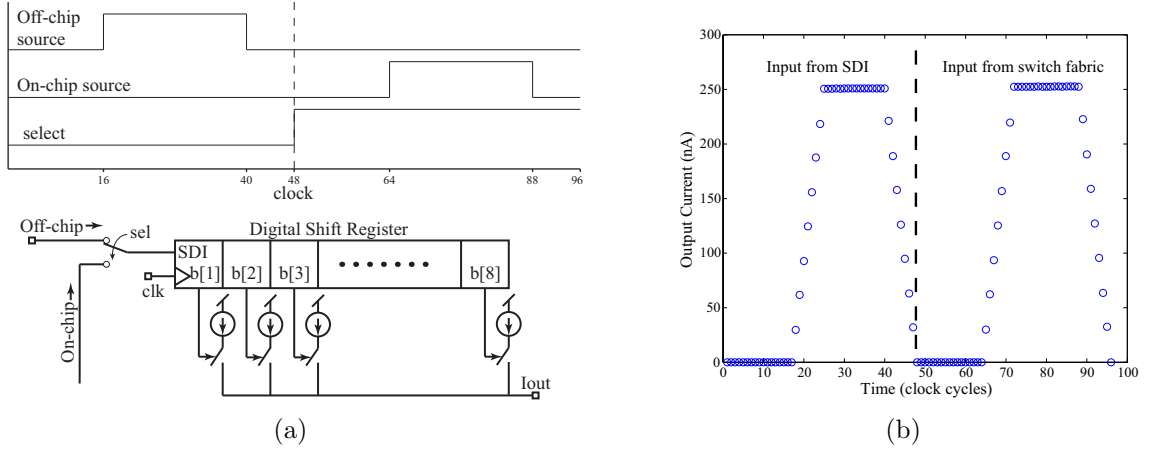 Off-chip
source
On-chip source
select
16 40 48 64 88 96
clock
Off-chip
sel
Digital Shift Register
SDI
b[1] b[2] b[3] b[8]
clk
On-chip
Iout
(a)
300
250
200
150
100
50
0
Output Current (nA)
Input from SDI
Input from switch fabric
0 10 20 30 40 50 60 70 80 90 100
Time (clock cycles)
(b)